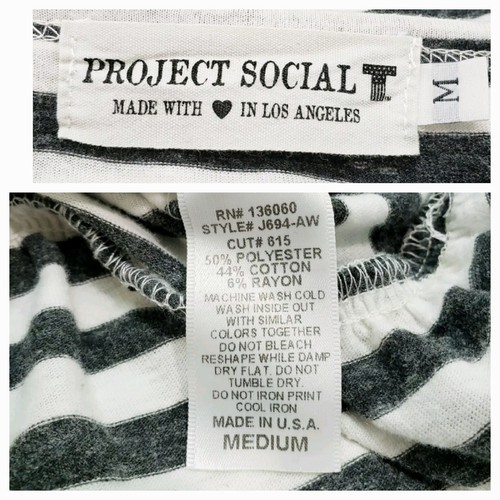 PROJECT SOCIAL T
MADE WITH ♥ IN LOS ANGELES
M
RN# 136060
STYLE# J694-AW
CUT# 615
50% POLYESTER
44% COTTON
6% RAYON
MACHINE WASH COLD
WASH INSIDE OUT
WITH SIMILAR
COLORS TOGETHER
DO NOT BLEACH
RESHAPE WHILE DAMP
DRY FLAT. DO NOT
TUMBLE DRY.
DO NOT IRON PRINT
COOL IRON
MADE IN U.S.A.
MEDIUM